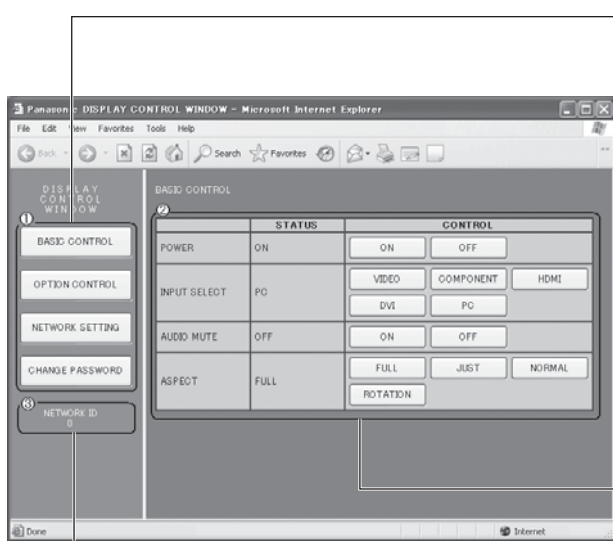 Panasonic DISPLAY CONTROL WINDOW - Microsoft Internet Explorer
File Edit View Favorites Tools Help
Back Search Favorites
DISPLAY
CONTROL
WINDOW
①
BASIC CONTROL
OPTION CONTROL
NETWORK SETTING
CHANGE PASSWORD
③
NETWORK ID
0
BASIC CONTROL
②
STATUS CONTROL
POWER ON ON OFF
INPUT SELECT PC VIDEO COMPONENT HDMI
DVI PC
AUDIO MUTE OFF ON OFF
ASPECT FULL FULL JUST NORMAL
ROTATION
Done Internet